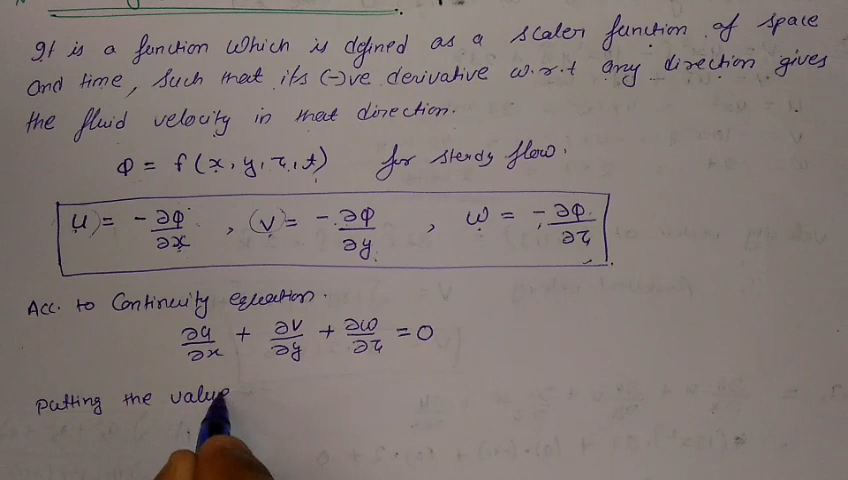 It is a function which is defined as a scaler function of space
and time, such that its (-)ve derivative w.r.t any direction gives
the fluid velocity in that direction.
Φ = f(x, y, z, t) for steady flow.
u = -∂Φ/∂x , v = -∂Φ/∂y , w = -∂Φ/∂z
Acc. to Continuity equation.
∂u/∂x + ∂v/∂y + ∂w/∂z = 0
Putting the value